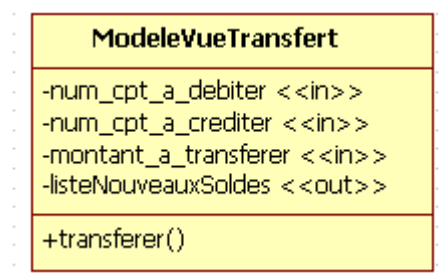 ModeleVueTransfert
-num_cpt_a_debiter <<in>>
-num_cpt_a_crediter <<in>>
-montant_a_transferer <<in>>
-listeNouveauxSoldes <<out>>
+transferer()